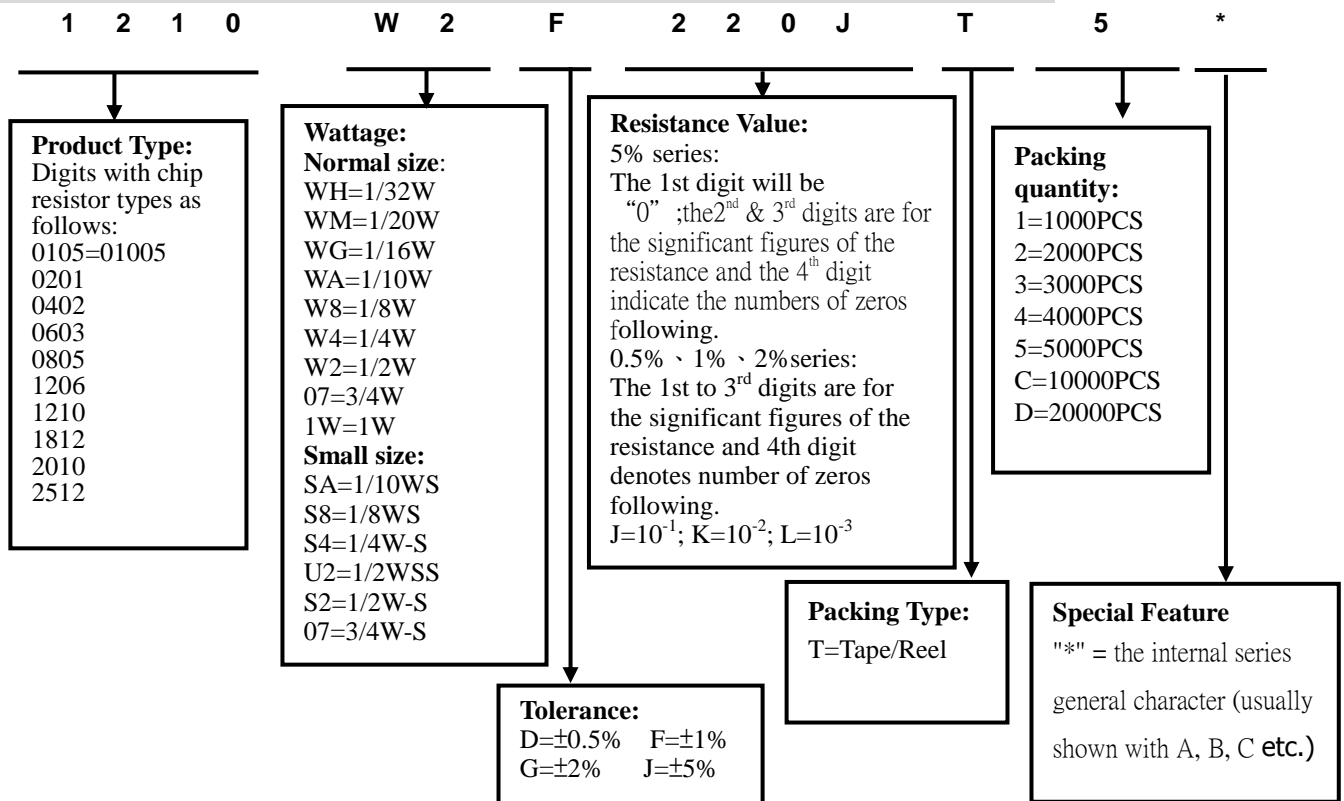 1 2 1 0 W 2 F 2 2 0 J T 5 *
Product Type:
Digits with chip
resistor types as
follows:
0105=01005
0201
0402
0603
0805
1206
1210
1812
2010
2512
Wattage:
Normal size:
WH=1/32W
WM=1/20W
WG=1/16W
WA=1/10W
W8=1/8W
W4=1/4W
W2=1/2W
07=3/4W
1W=1W
Small size:
SA=1/10WS
S8=1/8WS
S4=1/4W-S
U2=1/2WSS
S2=1/2W-S
07=3/4W-S
Tolerance:
D=±0.5% F=±1%
G=±2% J=±5%
Resistance Value:
5% series:
The 1st digit will be
“0” ;the2nd & 3rd digits are for
the significant figures of the
resistance and the 4th digit
indicate the numbers of zeros
following.
0.5%、1%、2%series:
The 1st to 3rd digits are for
the significant figures of the
resistance and 4th digit
denotes number of zeros
following.
J=10-1; K=10-2; L=10-3
Packing Type:
T=Tape/Reel
Packing
quantity:
1=1000PCS
2=2000PCS
3=3000PCS
4=4000PCS
5=5000PCS
C=10000PCS
D=20000PCS
Special Feature
"*" = the internal series
general character (usually
shown with A, B, C etc.)